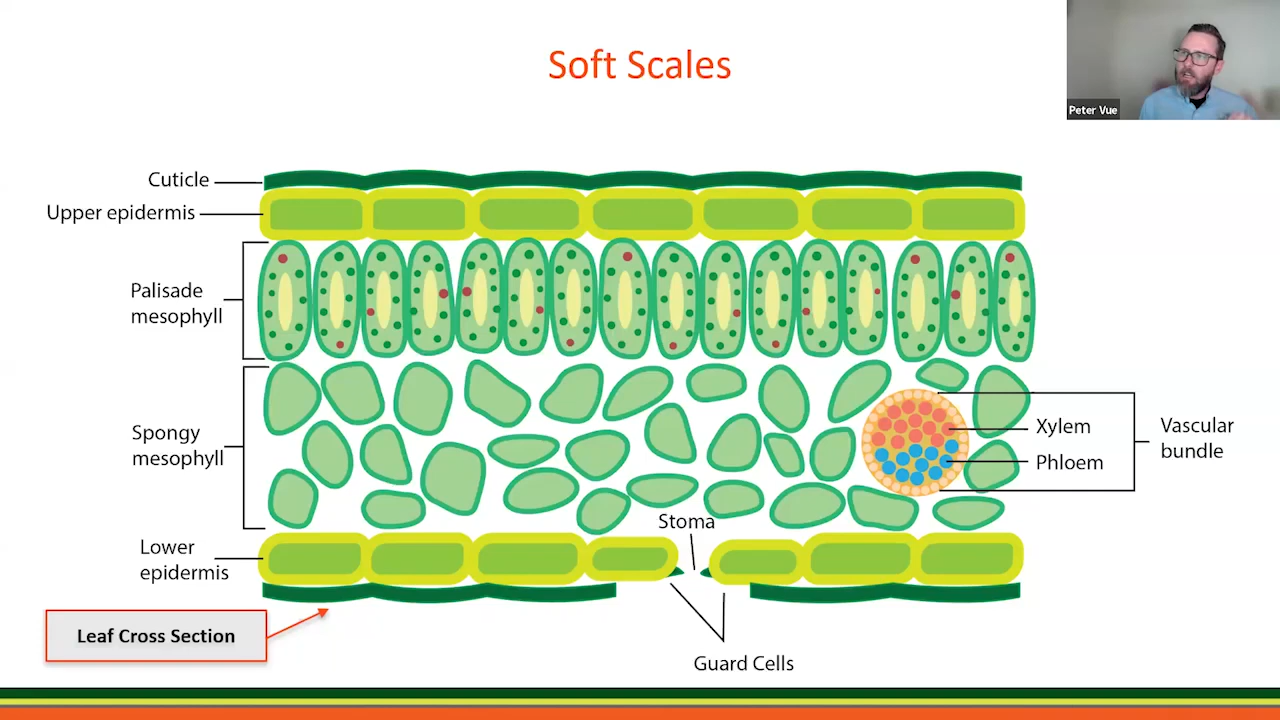 Soft Scales
Peter Vue
Cuticle
Upper epidermis
Palisade
mesophyll
Spongy
mesophyll
Xylem
Phloem
Vascular
bundle
Stoma
Lower
epidermis
Leaf Cross Section
Guard Cells